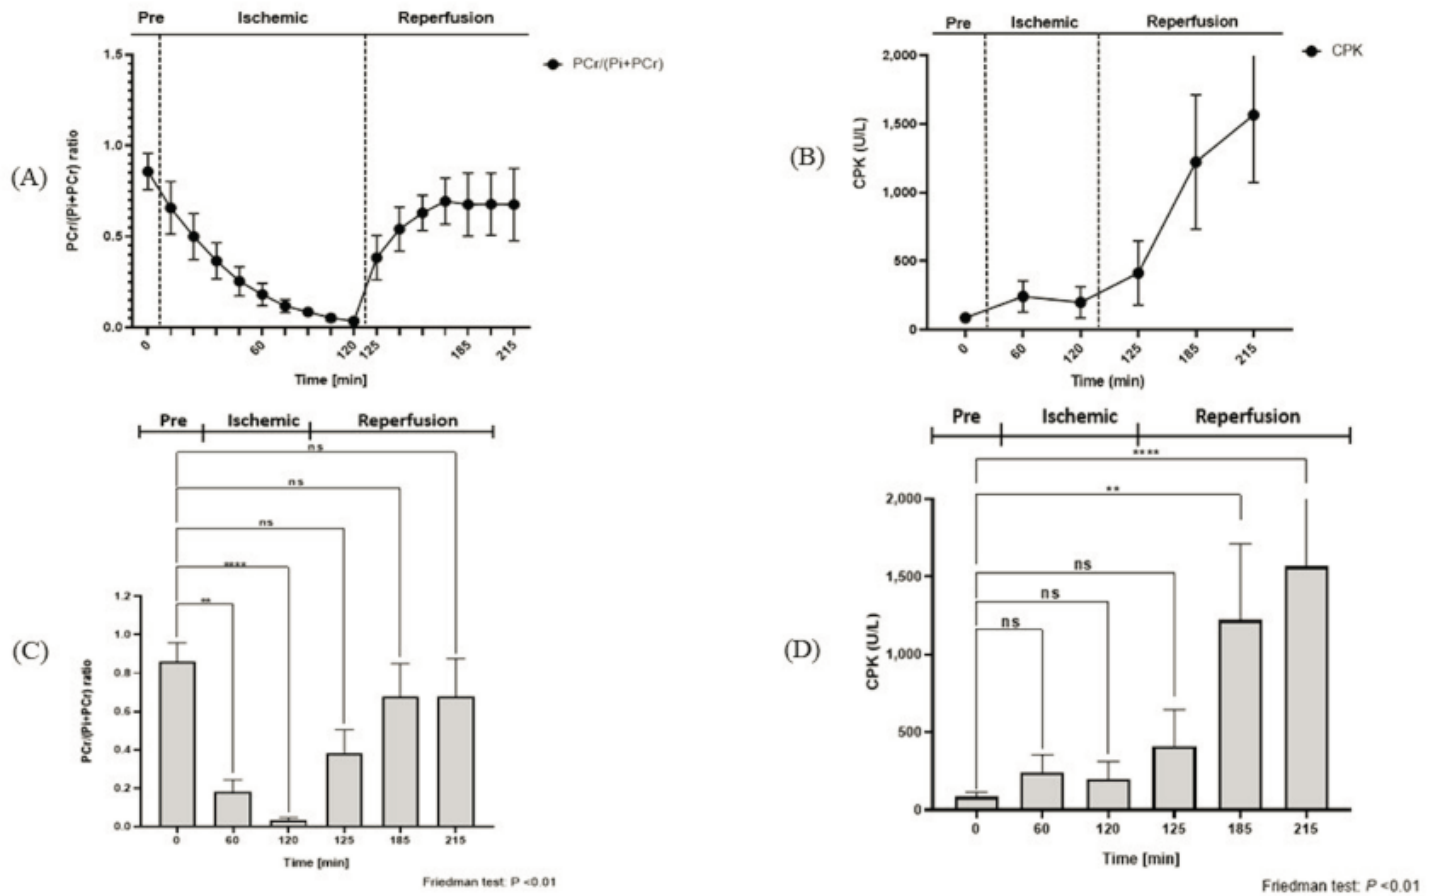 Pre Ischemic Reperfusion
PCr/(Pi+PCr)
(A)
PCr/(Pi+PCr) ratio
1.5
1.0
0.5
0.0
0 60 120 125 185 215
Time [min]
Pre Ischemic Reperfusion
CPK
(B)
CPK (U/L)
2,000
1,500
1,000
500
0
0 60 120 125 185 215
Time (min)
Pre Ischemic Reperfusion
ns
ns
ns
****
**
(C)
PCr/(Pi+PCr) ratio
1.2
1.0
0.8
0.6
0.4
0.2
0.0
0 60 120 125 185 215
Time [min]
Friedman test: P <0.01
Pre Ischemic Reperfusion
****
**
ns
ns
ns
(D)
CPK (U/L)
2,000
1,500
1,000
500
0
0 60 120 125 185 215
Time [min]
Friedman test: P <0.01